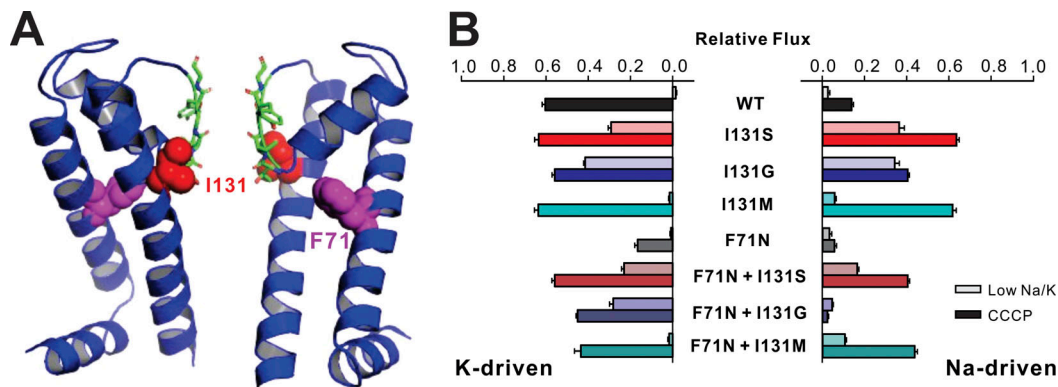 A
I131
F71
B
Relative Flux
1.0 0.8 0.6 0.4 0.2 0.0
0.0 0.2 0.4 0.6 0.8 1.0
WT
I131S
I131G
I131M
F71N
F71N + I131S
F71N + I131G
F71N + I131M
Low Na/K
CCCP
K-driven
Na-driven